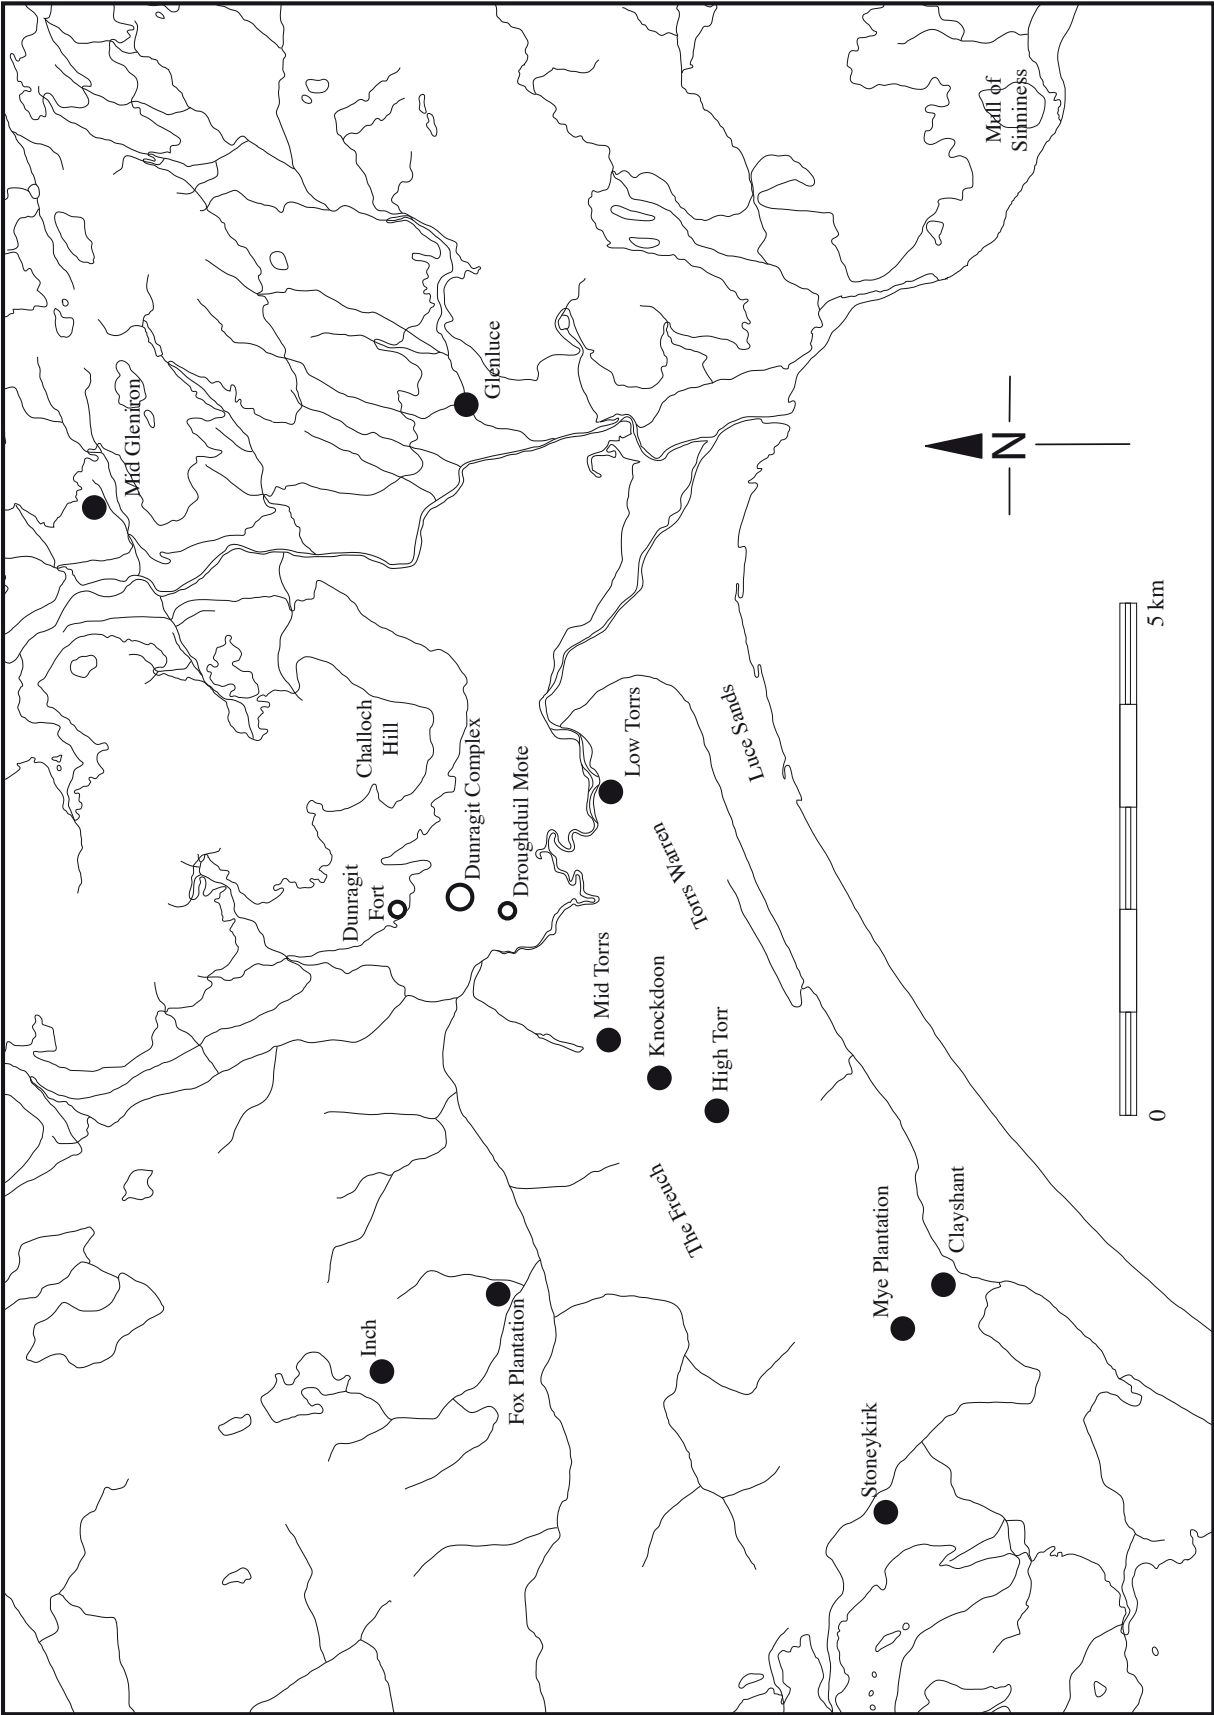 Mull of
Sinniness
Mid Gleniron
Glenluce
Challoch
Hill
Dunragit Complex
Droughduil Mote
Dunragit
Fort
Low Torrs
Luce Sands
Torrs Warren
Mid Torrs
Knockdoon
High Torr
The Freuch
Inch
Fox Plantation
Mye Plantation
Clayshant
Stoneykirk
N
0
5 km